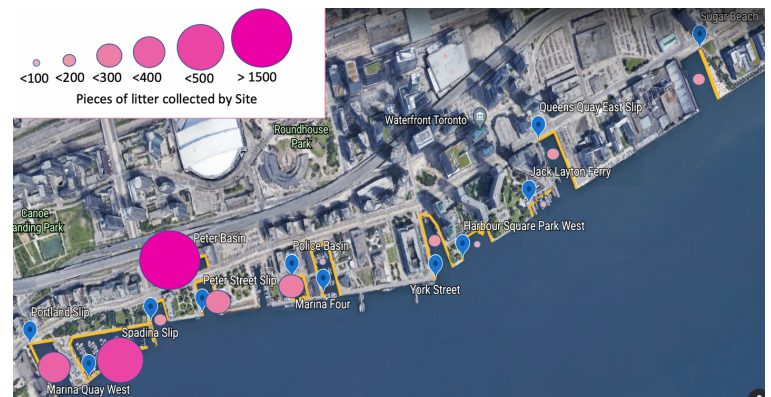 <100 <200 <300 <400 <500 > 1500
Pieces of litter collected by Site
Sugar Beach
Queens Quay East Slip
Waterfront Toronto
Roundhouse
Park
Jack Layton Ferry
Canoe
anding Park
Harbour Square Park West
Peter Basin
Police Basin
Peter Street Slip
York Street
Marina Four
Portland Slip
Spadina Slip
Marina Quay West